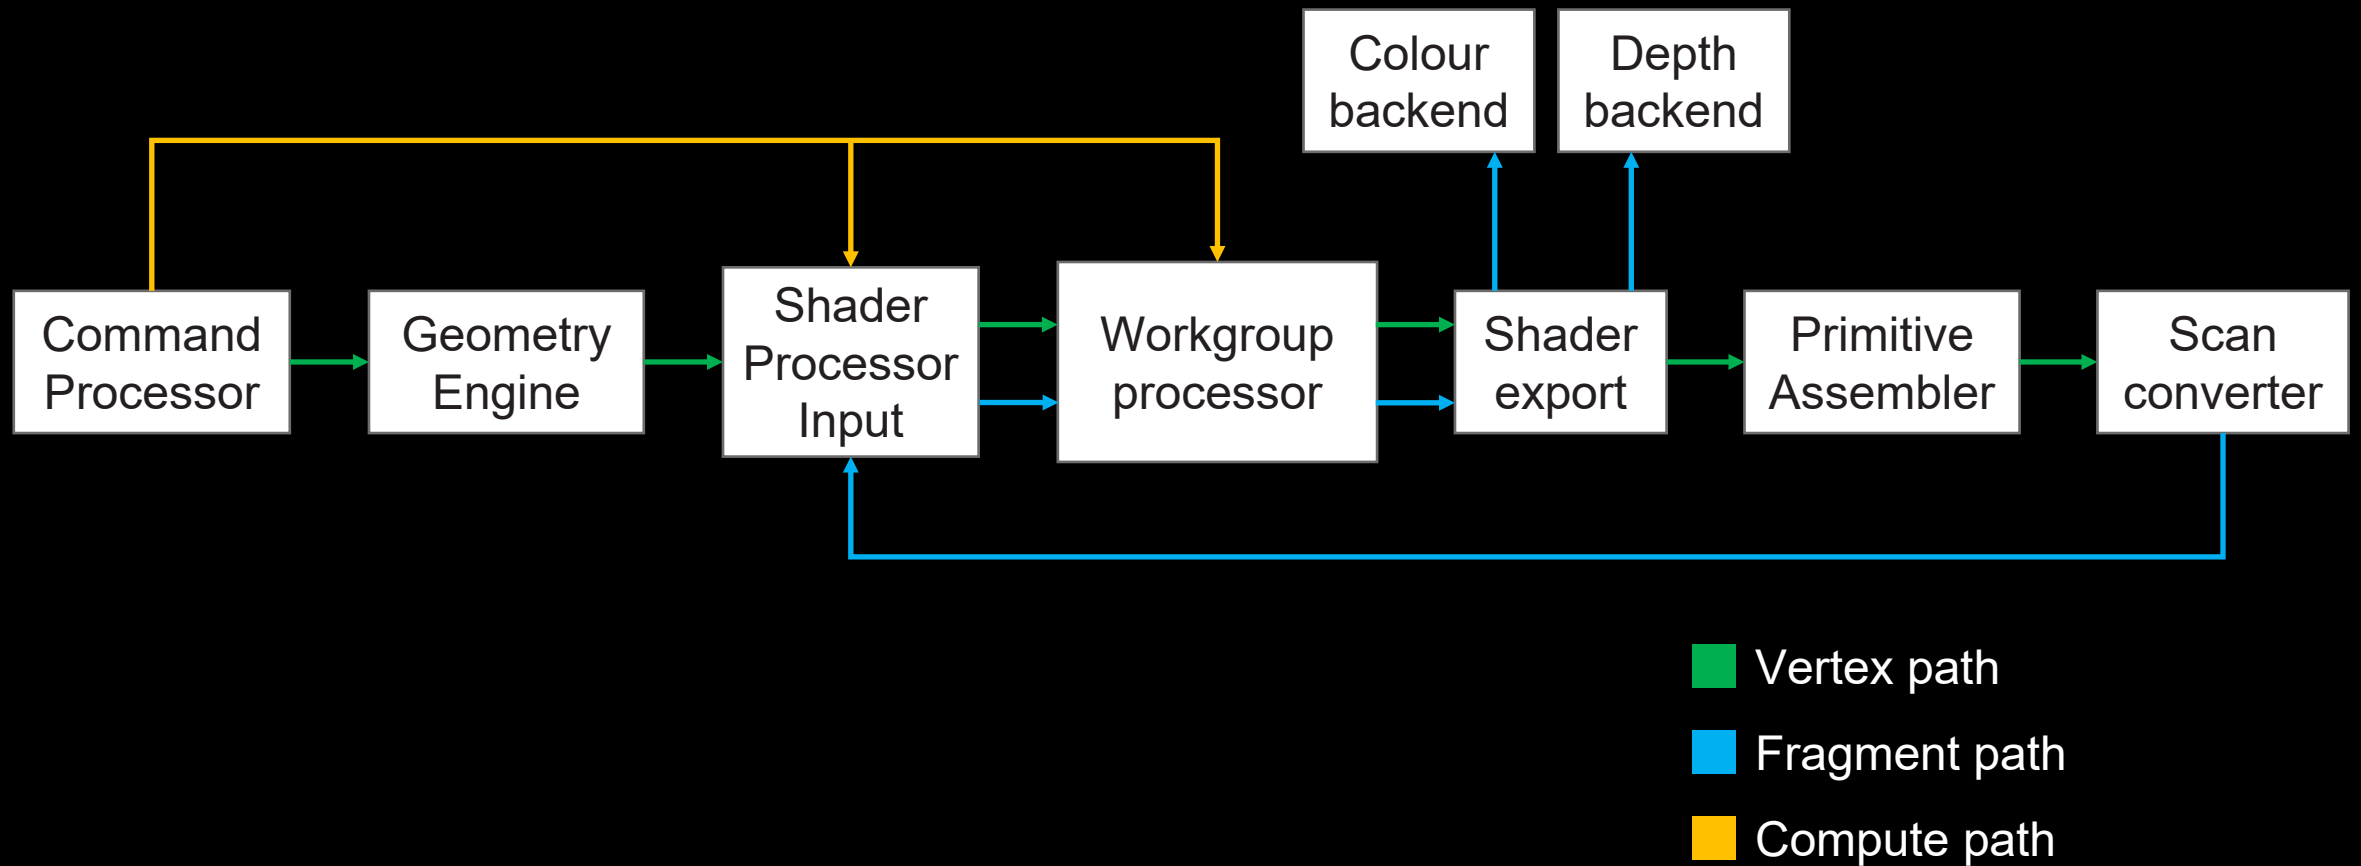 Colour
backend
Depth
backend
Command
Processor
Geometry
Engine
Shader
Processor
Input
Workgroup
processor
Shader
export
Primitive
Assembler
Scan
converter
Vertex path
Fragment path
Compute path